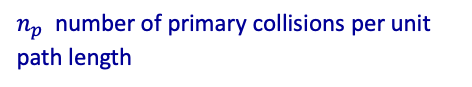 n_p number of primary collisions per unit
path length